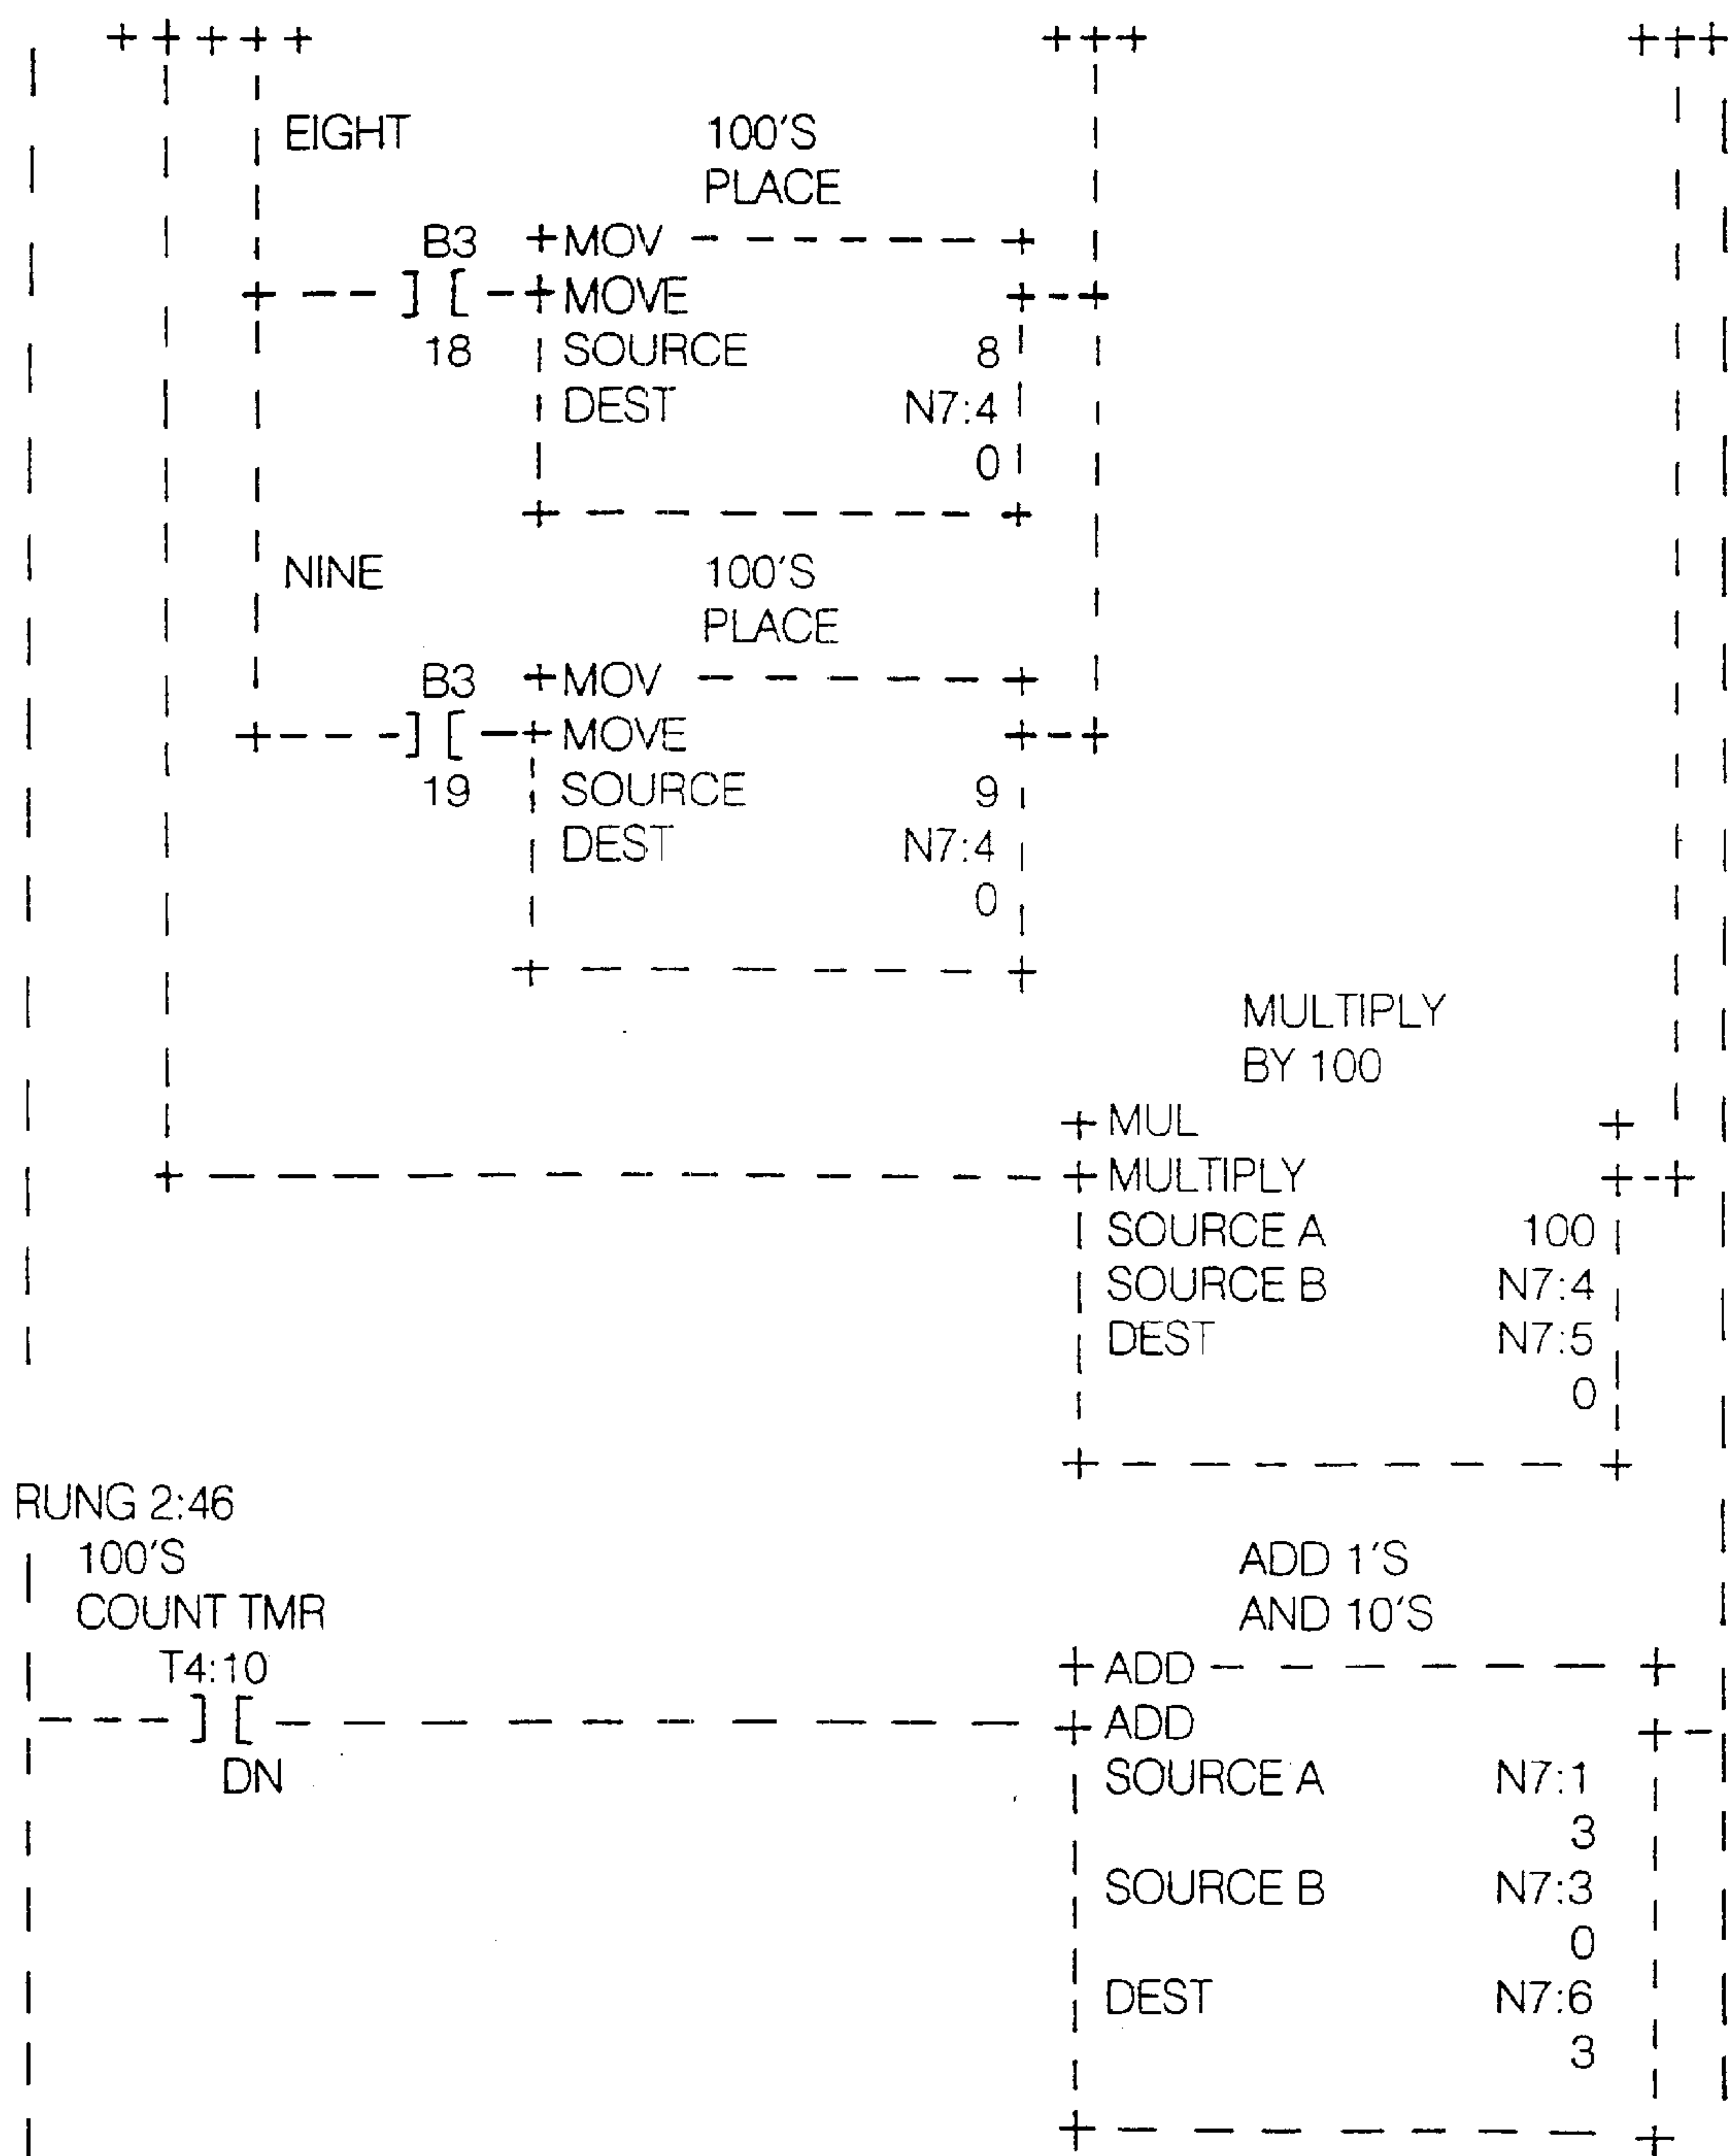 EIGHT 100'S
PLACE
B3 MOV
] [ MOVE
18 SOURCE 8
DEST N7:4
0
NINE 100'S
PLACE
B3 MOV
] [ MOVE
19 SOURCE 9
DEST N7:4
0
MULTIPLY
BY 100
MUL
MULTIPLY
SOURCE A 100
SOURCE B N7:4
DEST N7:5
0
RUNG 2:46
100'S ADD 1'S
COUNT TMR AND 10'S
T4:10 ADD
] [ ADD
DN SOURCE A N7:1
3
SOURCE B N7:3
0
DEST N7:6
3